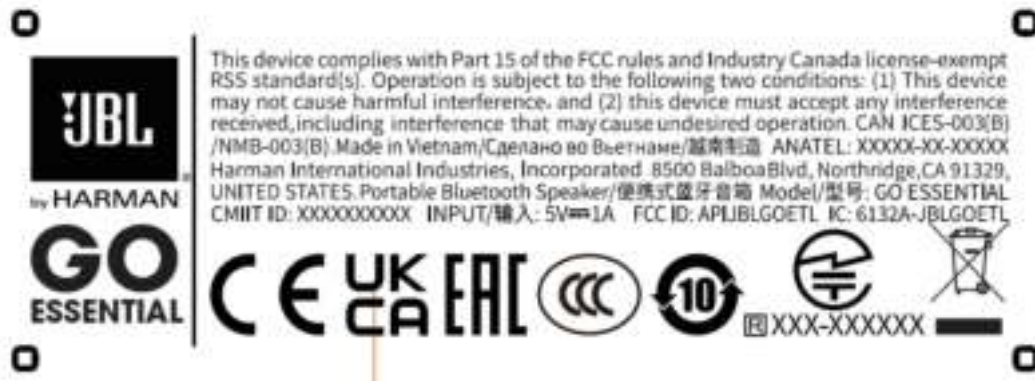 JBL
by HARMAN
GO
ESSENTIAL
This device complies with Part 15 of the FCC rules and Industry Canada license-exempt
RSS standard(s). Operation is subject to the following two conditions: (1) This device
may not cause harmful interference, and (2) this device must accept any interference
received,including interference that may cause undesired operation. CAN ICES-003(B)
/NMB-003(B).Made in Vietnam/Сделано во Вьетнаме/越南制造 ANATEL: XXXXX-XX-XXXXX
Harman International Industries, Incorporated 8500 Balboa Blvd, Northridge,CA 91329,
UNITED STATES.Portable Bluetooth Speaker/便携式蓝牙音箱 Model/型号: GO ESSENTIAL
CMIIT ID: XXXXXXXXXX INPUT/输入: 5V⎓1A FCC ID: APIJBLGOETL IC: 6132A-JBLGOETL
CE UKCA EAC CCC 10
R XXX-XXXXXX